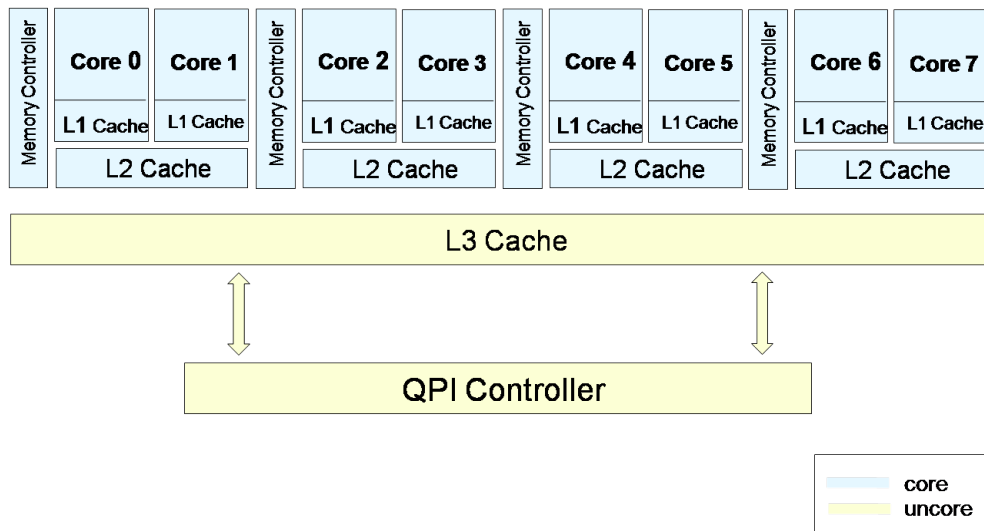 Memory Controller
Core 0
L1 Cache
Core 1
L1 Cache
L2 Cache
Memory Controller
Core 2
L1 Cache
Core 3
L1 Cache
L2 Cache
Memory Controller
Core 4
L1 Cache
Core 5
L1 Cache
L2 Cache
Memory Controller
Core 6
L1 Cache
Core 7
L1 Cache
L2 Cache
L3 Cache
QPI Controller
core
uncore